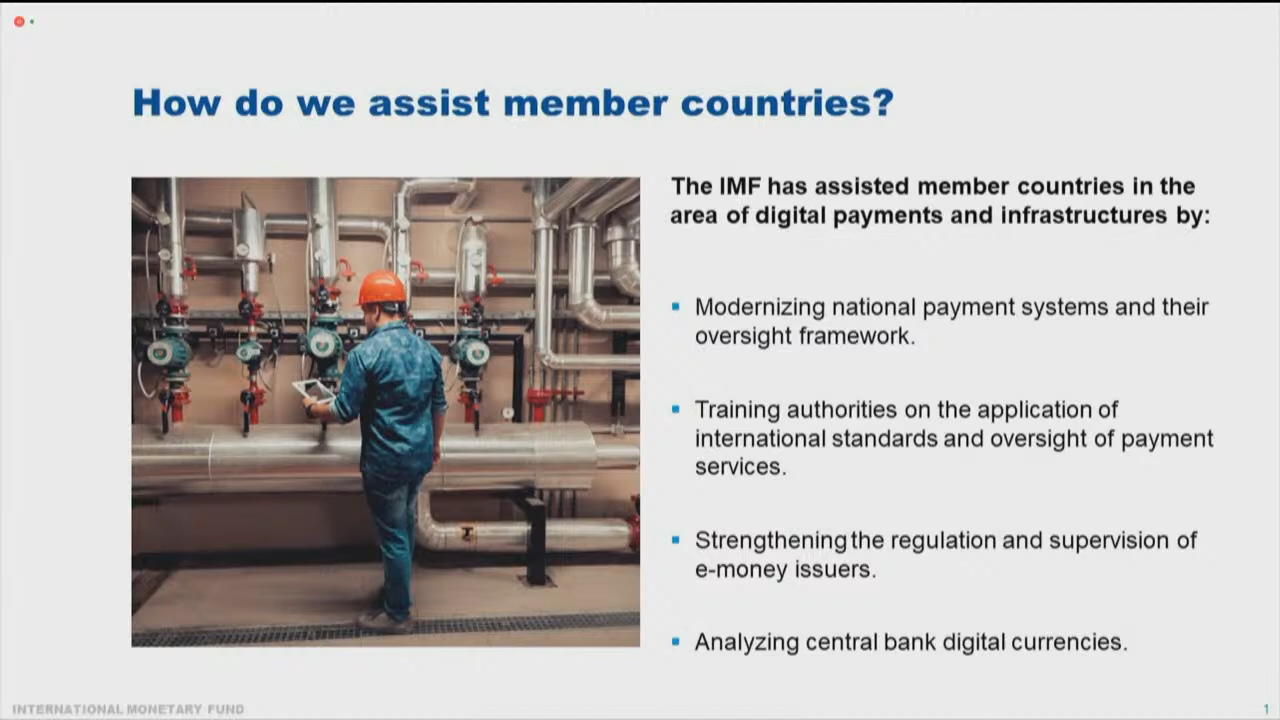 How do we assist member countries?
The IMF has assisted member countries in the
area of digital payments and infrastructures by:
Modernizing national payment systems and their
oversight framework.
Training authorities on the application of
international standards and oversight of payment
services.
Strengthening the regulation and supervision of
e-money issuers.
Analyzing central bank digital currencies.
INTERNATIONAL MONETARY FUND
1